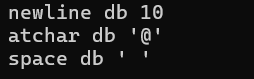 newline db 10
atchar db '@'
space db ' '